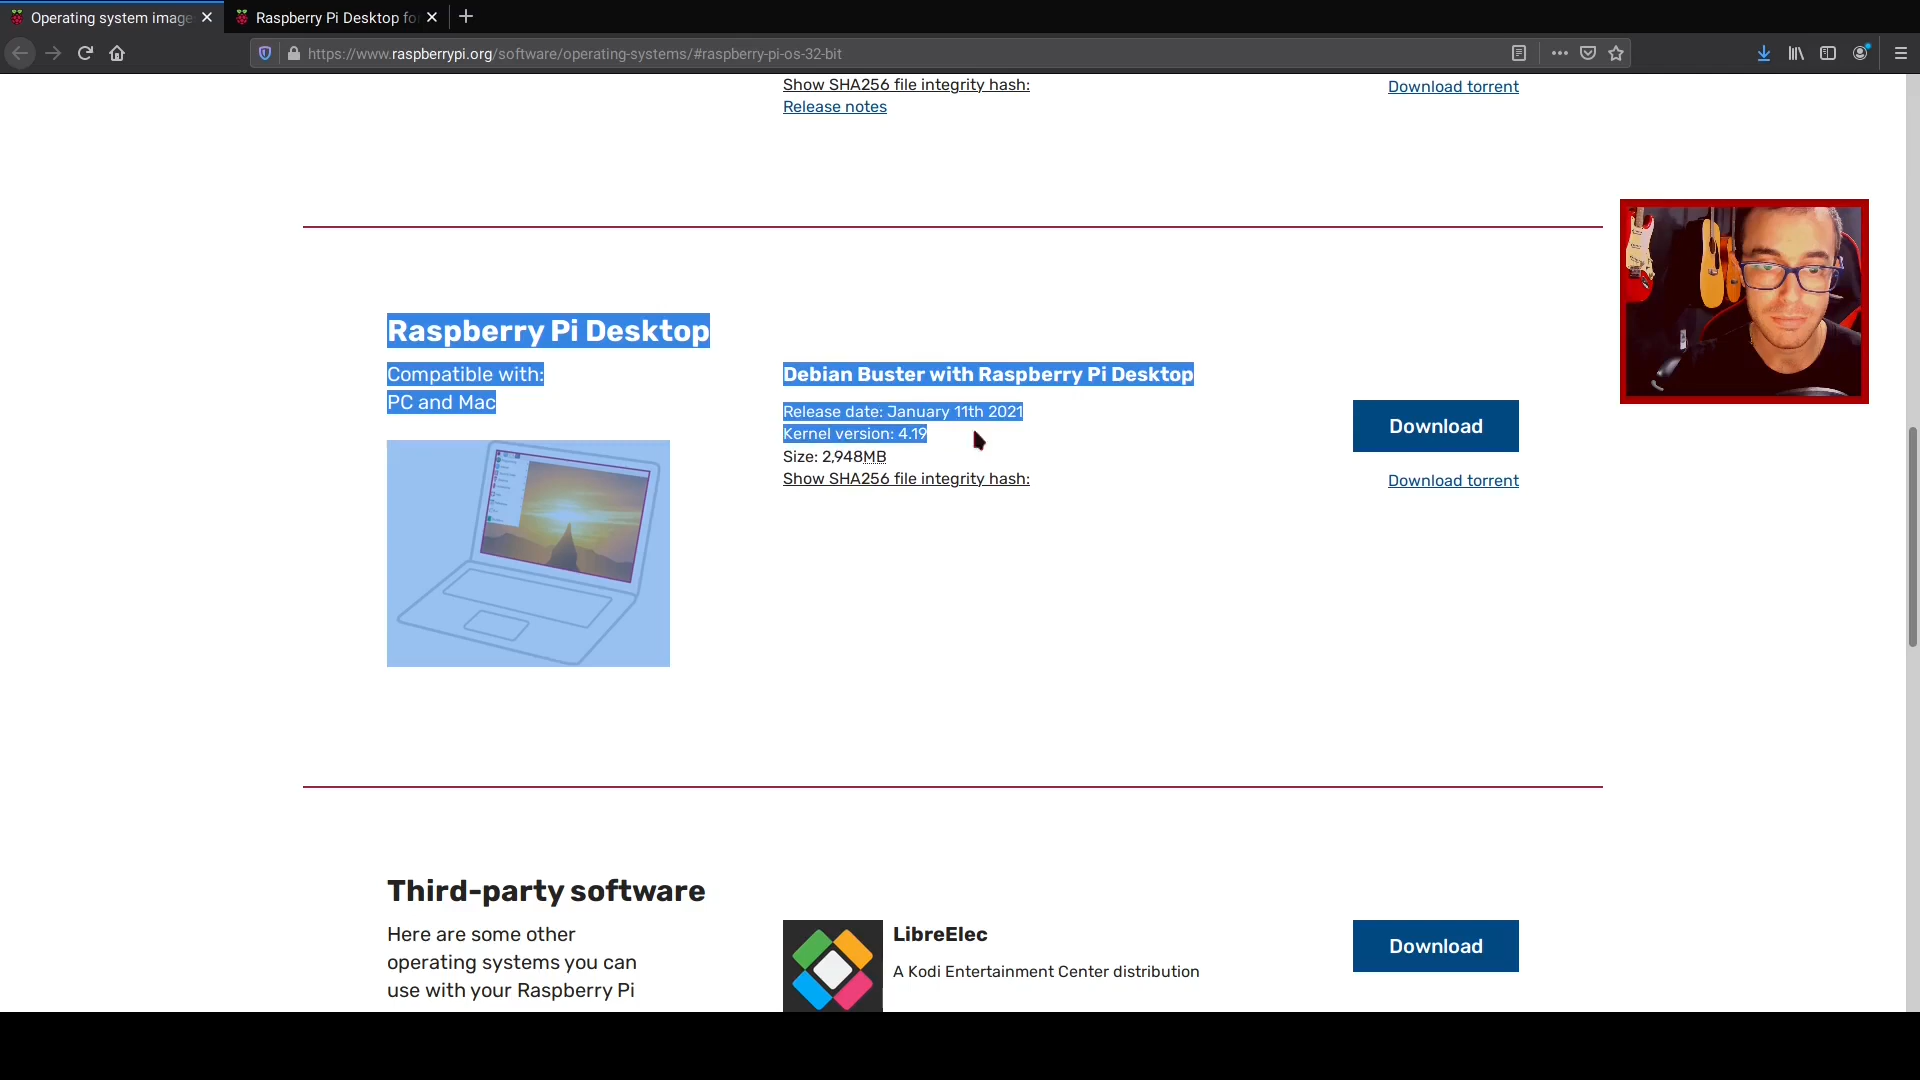 Operating system image
Raspberry Pi Desktop fo
https://www.raspberrypi.org/software/operating-systems/#raspberry-pi-os-32-bit
Show SHA256 file integrity hash:
Release notes
Download torrent
Raspberry Pi Desktop
Compatible with:
PC and Mac
Debian Buster with Raspberry Pi Desktop
Release date: January 11th 2021
Kernel version: 4.19
Size: 2,948MB
Show SHA256 file integrity hash:
Download
Download torrent
Third-party software
Here are some other
operating systems you can
use with your Raspberry Pi
LibreElec
A Kodi Entertainment Center distribution
Download